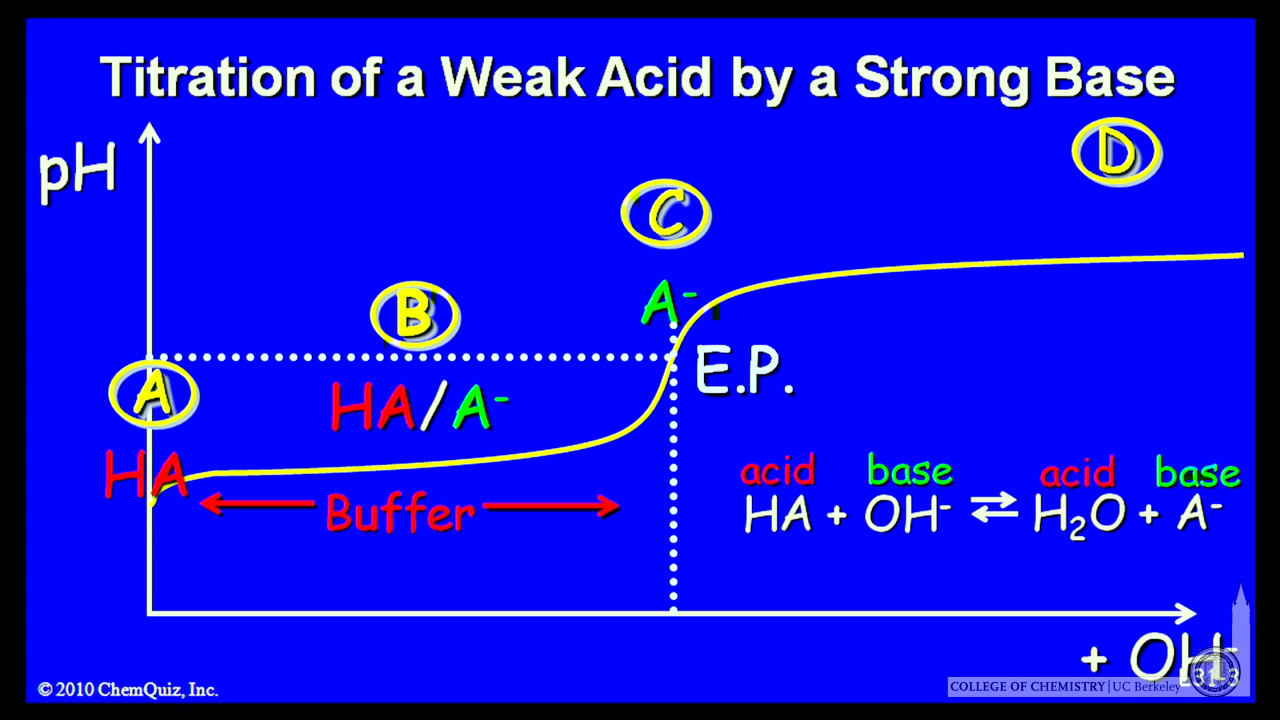 Titration of a Weak Acid by a Strong Base
pH
D
C
A⁻
B
E.P.
A
HA/A⁻
HA
Buffer
acid base acid base
HA + OH⁻ ⇄ H₂O + A⁻
+ OH⁻
© 2010 ChemQuiz, Inc.
COLLEGE OF CHEMISTRY | UC Berkeley